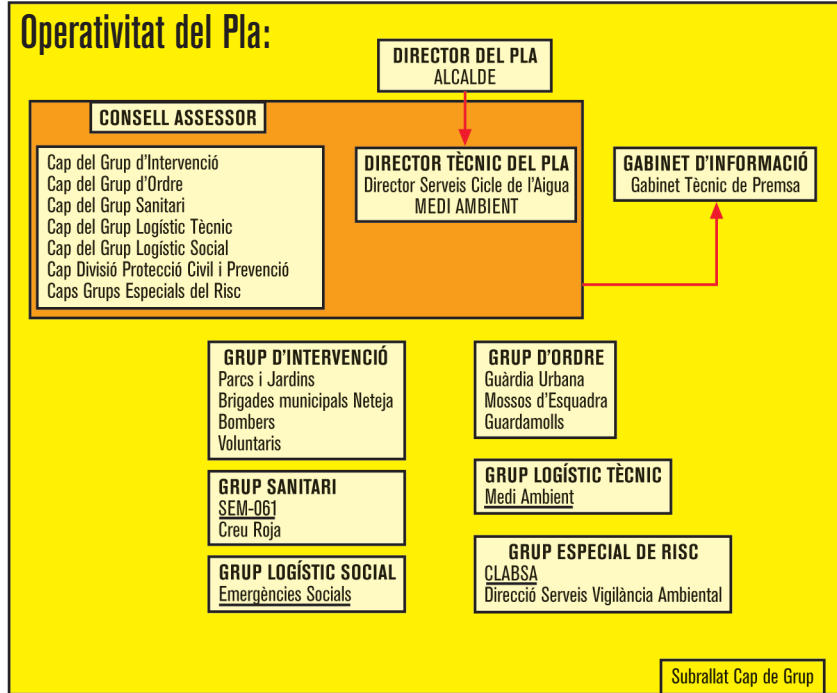 Operativitat del Pla:
DIRECTOR DEL PLA
ALCALDE
CONSELL ASSESSOR
Cap del Grup d'Intervenció
Cap del Grup d'Ordre
Cap del Grup Sanitari
Cap del Grup Logístic Tècnic
Cap del Grup Logístic Social
Cap Divisió Protecció Civil i Prevenció
Caps Grups Especials del Risc
DIRECTOR TÈCNIC DEL PLA
Director Serveis Cicle de l'Aigua
MEDI AMBIENT
GABINET D'INFORMACIÓ
Gabinet Tècnic de Premsa
GRUP D'INTERVENCIÓ
Parcs i Jardins
Brigades municipals Neteja
Bombers
Voluntaris
GRUP D'ORDRE
Guàrdia Urbana
Mossos d'Esquadra
Guardamolls
GRUP SANITARI
SEM-061
Creu Roja
GRUP LOGÍSTIC TÈCNIC
Medi Ambient
GRUP LOGÍSTIC SOCIAL
Emergències Socials
GRUP ESPECIAL DE RISC
CLABSA
Direcció Serveis Vigilància Ambiental
Subrallat Cap de Grup